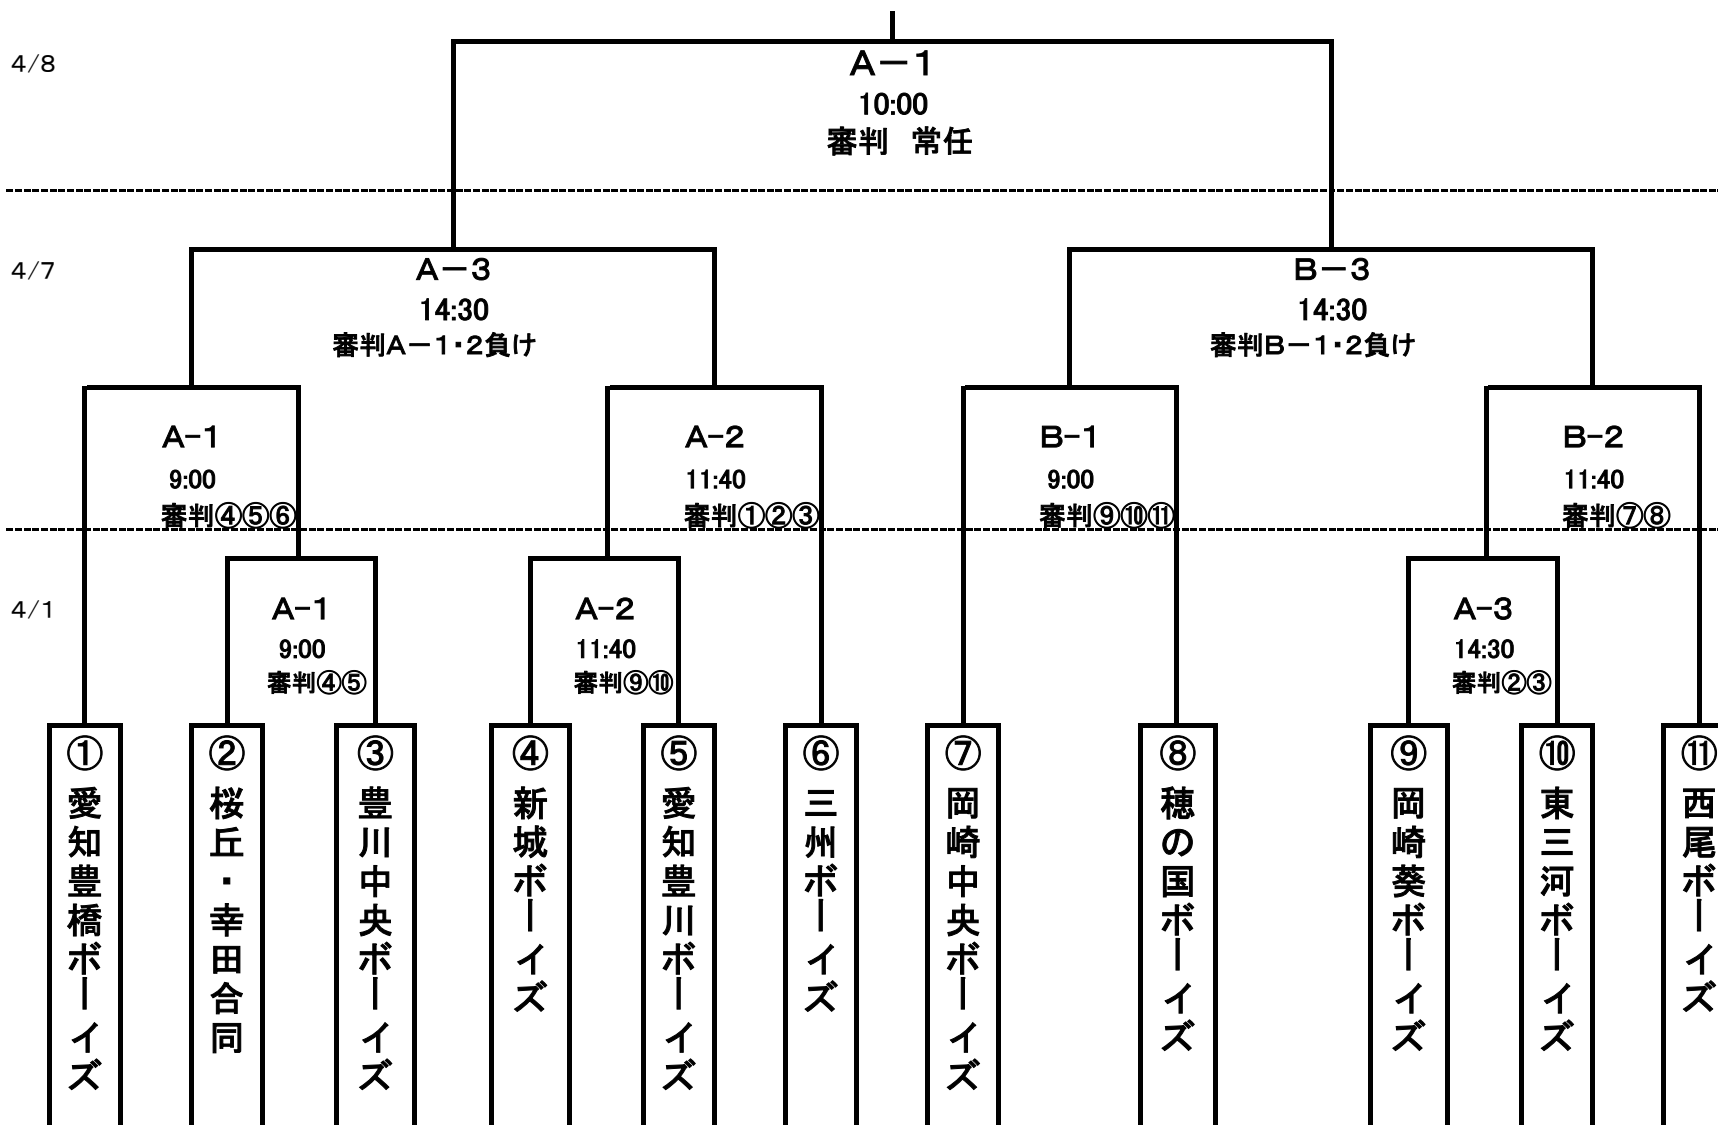 4/8
A－1
10:00
審判　常任
4/7
A－3
14:30
審判A－1・2負け
B－3
14:30
審判B－1・2負け
A-1
9:00
審判④⑤⑥
A-2
11:40
審判①②③
B-1
9:00
審判⑨⑩⑪
B-2
11:40
審判⑦⑧
4/1
A-1
9:00
審判④⑤
A-2
11:40
審判⑨⑩
A-3
14:30
審判②③
①愛知豊橋ボーイズ
②桜丘・幸田合同
③豊川中央ボーイズ
④新城ボーイズ
⑤愛知豊川ボーイズ
⑥三州ボーイズ
⑦岡崎中央ボーイズ
⑧穂の国ボーイズ
⑨岡崎葵ボーイズ
⑩東三河ボーイズ
⑪西尾ボーイズ